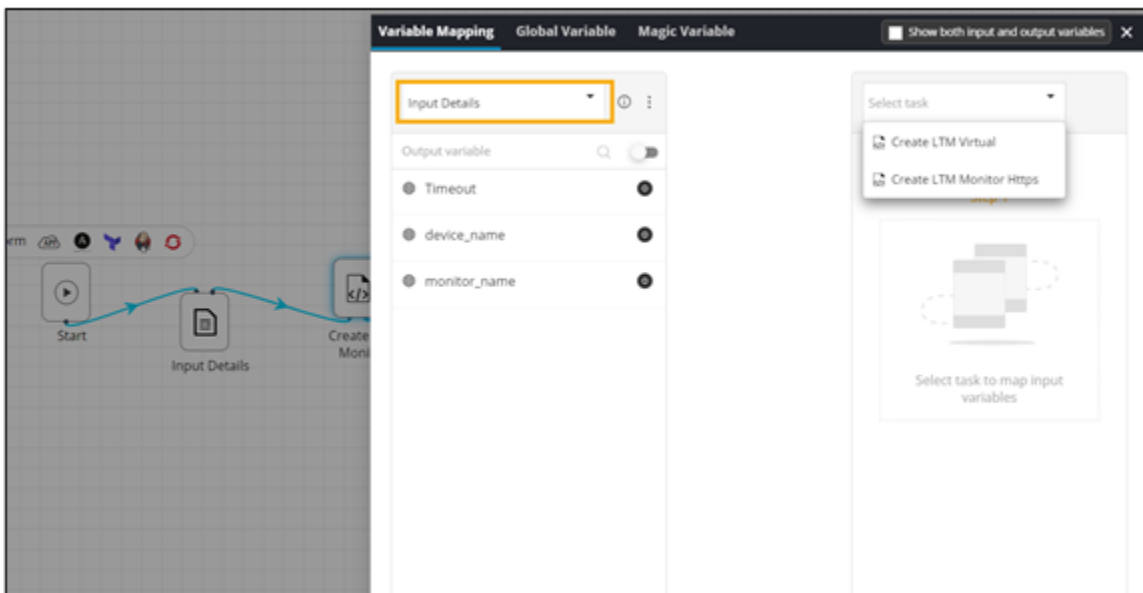 Variable Mapping Global Variable Magic Variable Show both input and output variables
Input Details
Output variable
Timeout
device_name
monitor_name
Select task
Create LTM Virtual
Create LTM Monitor Https
Step 1
Select task to map input
variables
Start
Input Details
Create
Moni